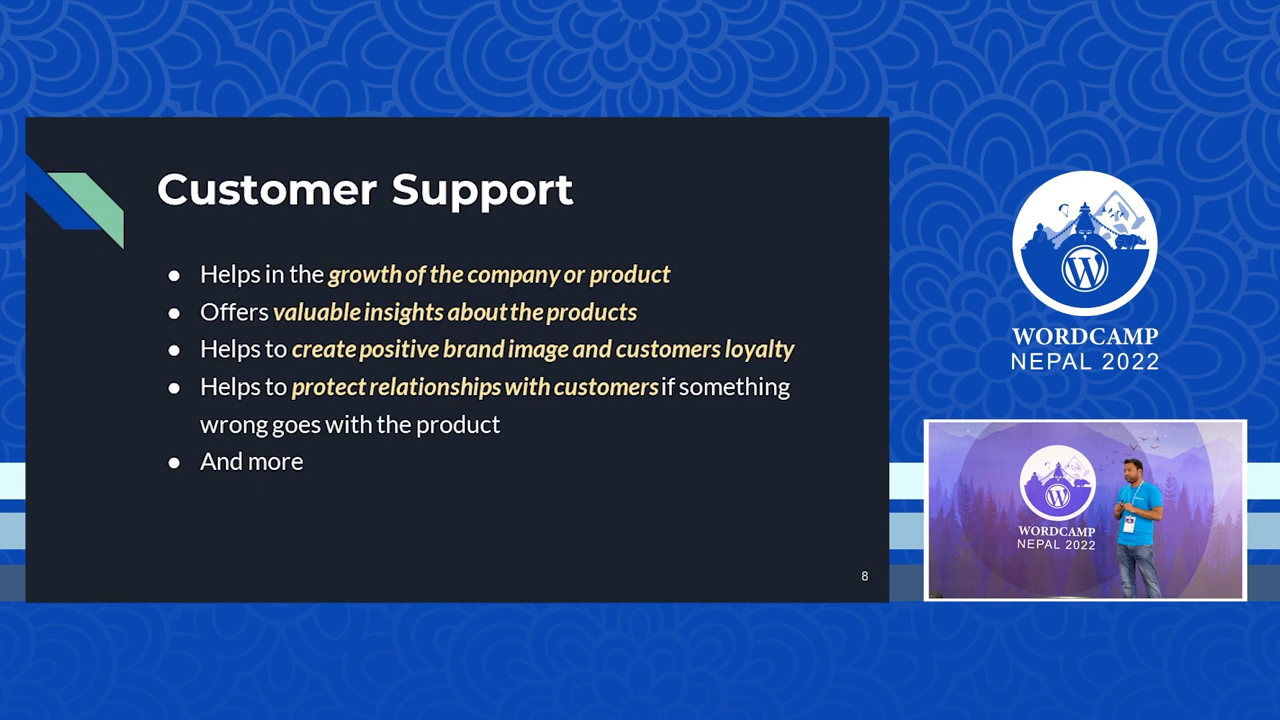 Customer Support
● Helps in the growth of the company or product
● Offers valuable insights about the products
● Helps to create positive brand image and customers loyalty
● Helps to protect relationships with customers if something
wrong goes with the product
● And more
8
WORDCAMP
NEPAL 2022
WORDCAMP
NEPAL 2022